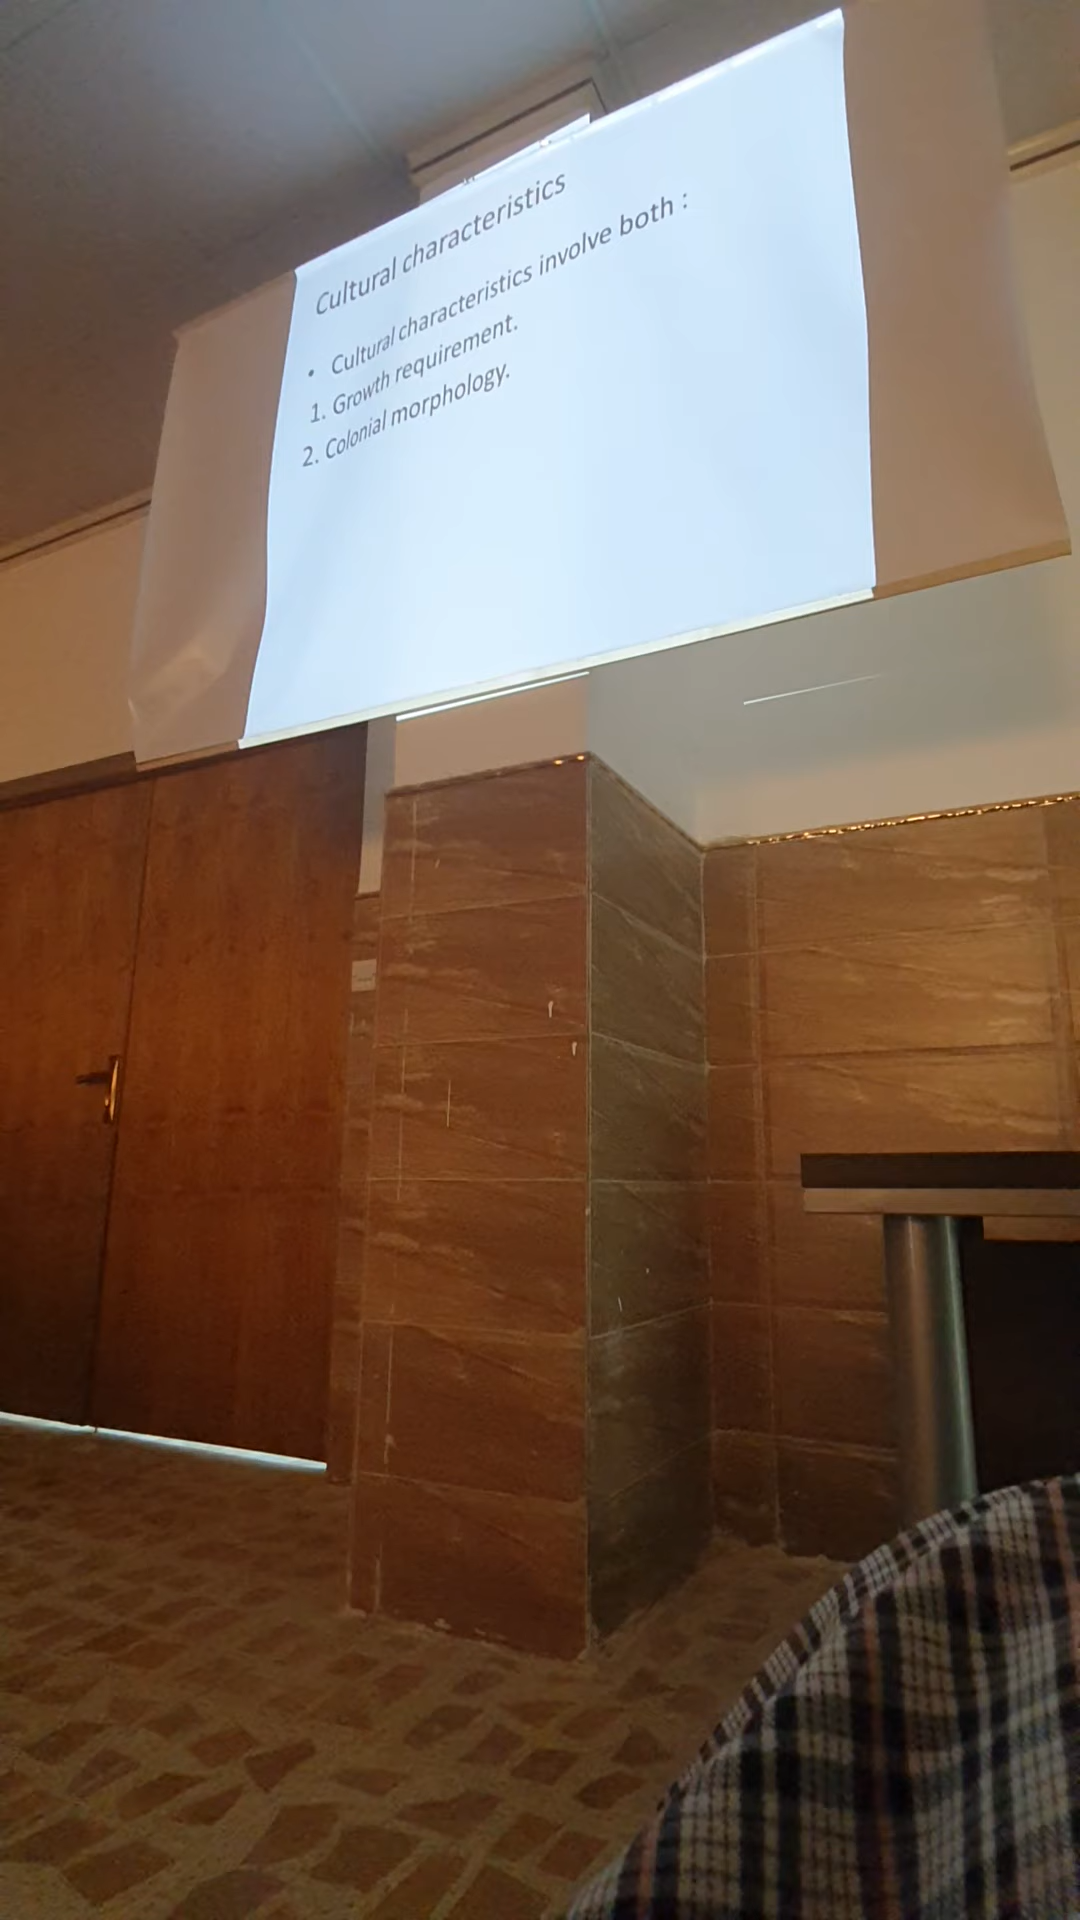 Cultural characteristics
• Cultural characteristics involve both :
1. Growth requirement.
2. Colonial morphology.